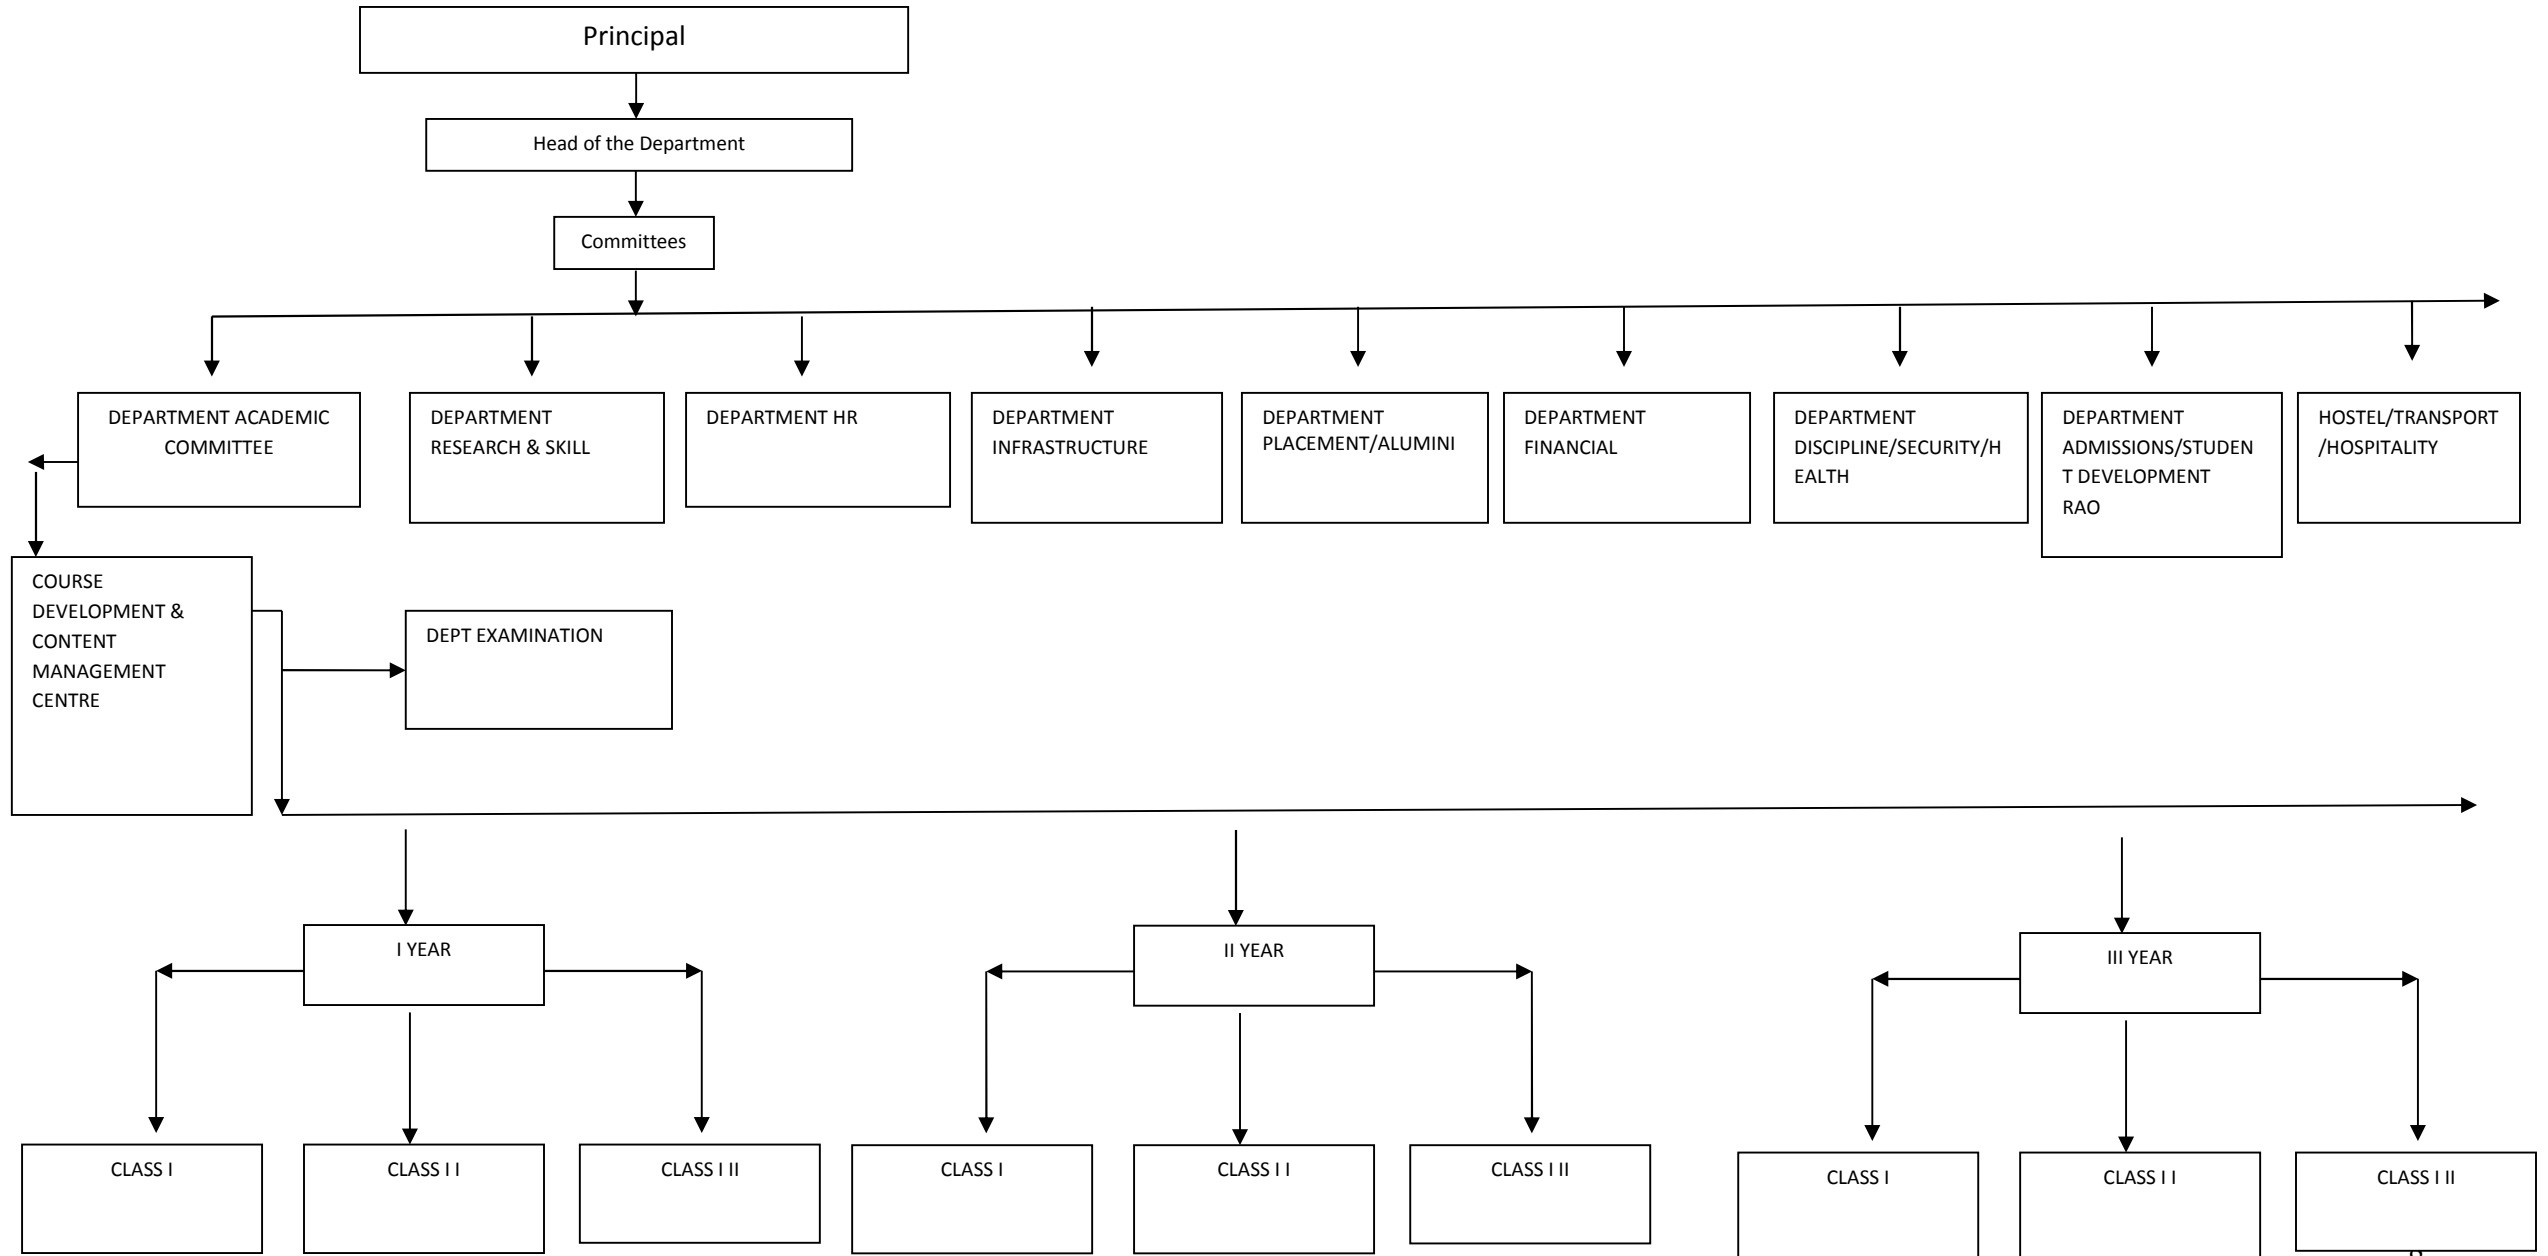 Principal
Head of the Department
Committees
DEPARTMENT ACADEMIC
COMMITTEE
DEPARTMENT
RESEARCH & SKILL
DEPARTMENT HR
DEPARTMENT
INFRASTRUCTURE
DEPARTMENT
PLACEMENT/ALUMINI
DEPARTMENT
FINANCIAL
DEPARTMENT
DISCIPLINE/SECURITY/H
EALTH
DEPARTMENT
ADMISSIONS/STUDEN
T DEVELOPMENT
RAO
HOSTEL/TRANSPORT
/HOSPITALITY
COURSE
DEVELOPMENT &
CONTENT
MANAGEMENT
CENTRE
DEPT EXAMINATION
I YEAR
II YEAR
III YEAR
CLASS I
CLASS I I
CLASS I II
CLASS I
CLASS I I
CLASS I II
CLASS I
CLASS I I
CLASS I II